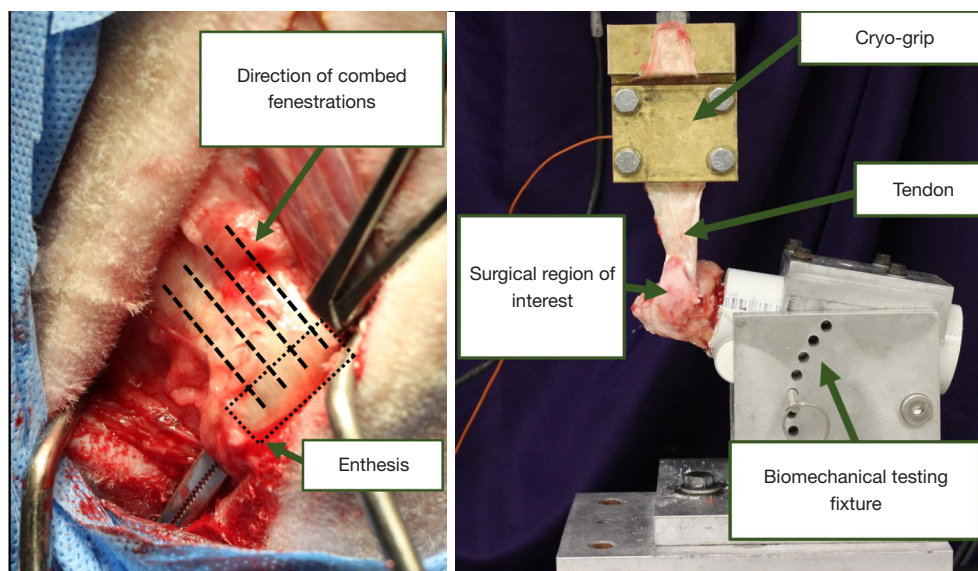 Direction of combed
fenestrations
Enthesis
Cryo-grip
Tendon
Surgical region of
interest
Biomechanical testing
fixture